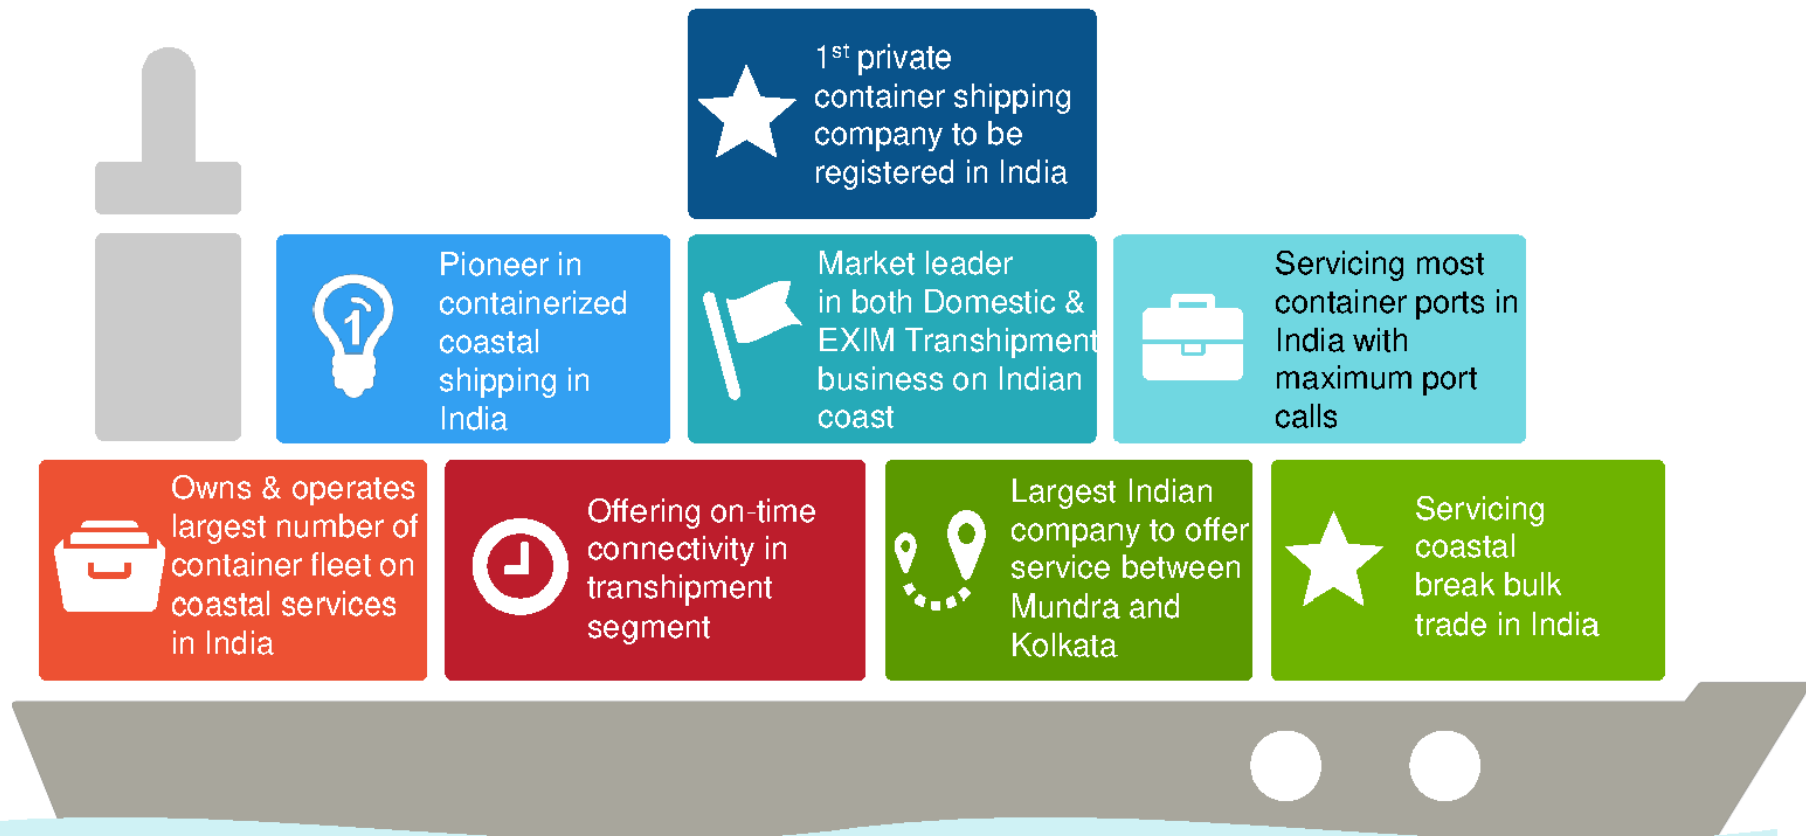 1st private
container shipping
company to be
registered in India
Pioneer in
containerized
coastal
shipping in
India
1
Market leader
in both Domestic &
EXIM Transhipment
business on Indian
coast
Servicing most
container ports in
India with
maximum port
calls
Owns & operates
largest number of
container fleet on
coastal services
in India
Offering on-time
connectivity in
transhipment
segment
Largest Indian
company to offer
service between
Mundra and
Kolkata
Servicing
coastal
break bulk
trade in India